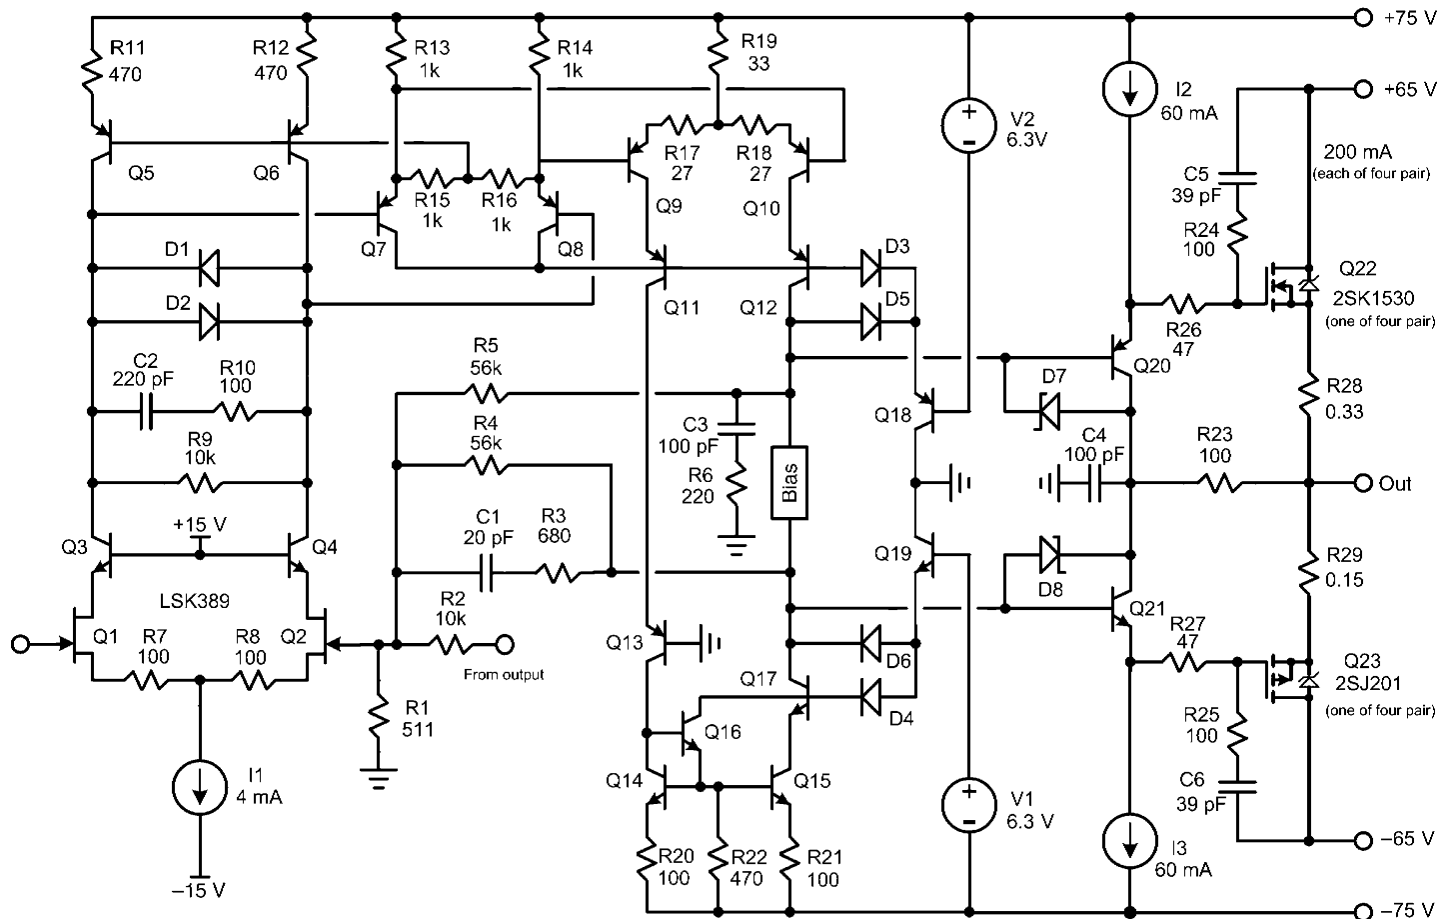 +75 V
R11
470
R12
470
R13
1k
R14
1k
R19
33
V2
6.3V
I2
60 mA
+65 V
R17
27
R18
27
Q5
Q6
R15
1k
R16
1k
Q7
Q8
Q9
Q10
C5
39 pF
R24
100
200 mA
(each of four pair)
D1
D2
Q11
Q12
D3
D5
Q22
2SK1530
(one of four pair)
R26
47
Q20
R5
56k
C2
220 pF
R10
100
R4
56k
R9
10k
C3
100 pF
R6
220
Bias
Q18
D7
C4
100 pF
R23
100
R28
0.33
Out
+15 V
Q3
Q4
C1
20 pF
R3
680
Q19
D8
R29
0.15
LSK389
Q1
R7
100
R8
100
Q2
R2
10k
From output
Q13
D6
Q17
D4
Q21
R27
47
Q23
2SJ201
(one of four pair)
R1
511
Q16
R25
100
I1
4 mA
Q14
Q15
V1
6.3 V
C6
39 pF
–65 V
R20
100
R22
470
R21
100
I3
60 mA
–15 V
–75 V